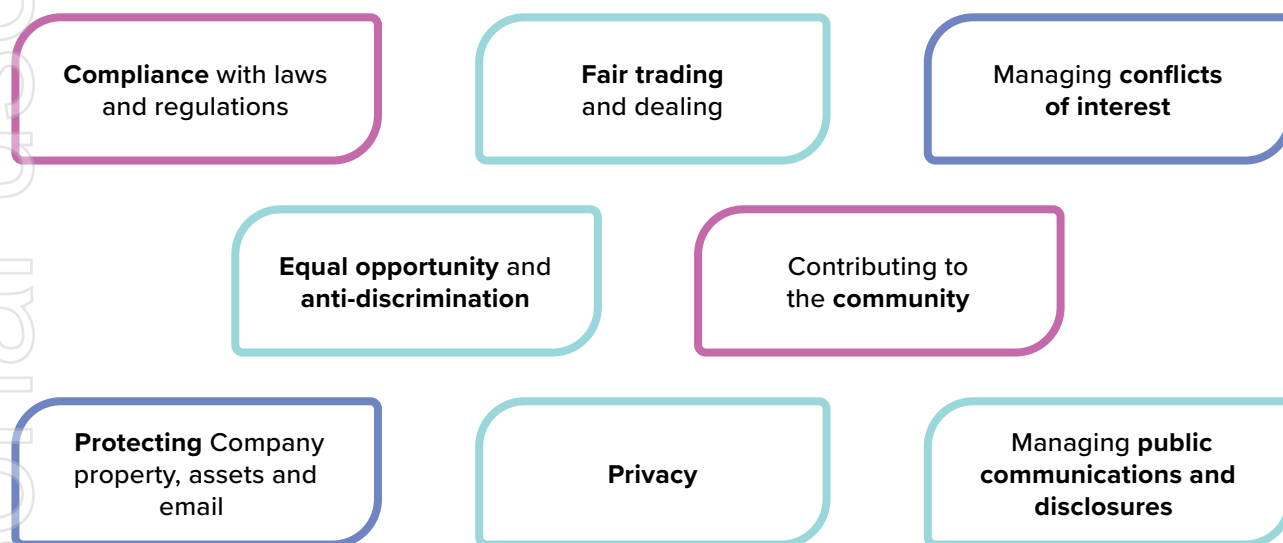 Compliance with laws
and regulations
Fair trading
and dealing
Managing conflicts
of interest
Equal opportunity and
anti-discrimination
Contributing to
the community
Protecting Company
property, assets and
email
Privacy
Managing public
communications and
disclosures